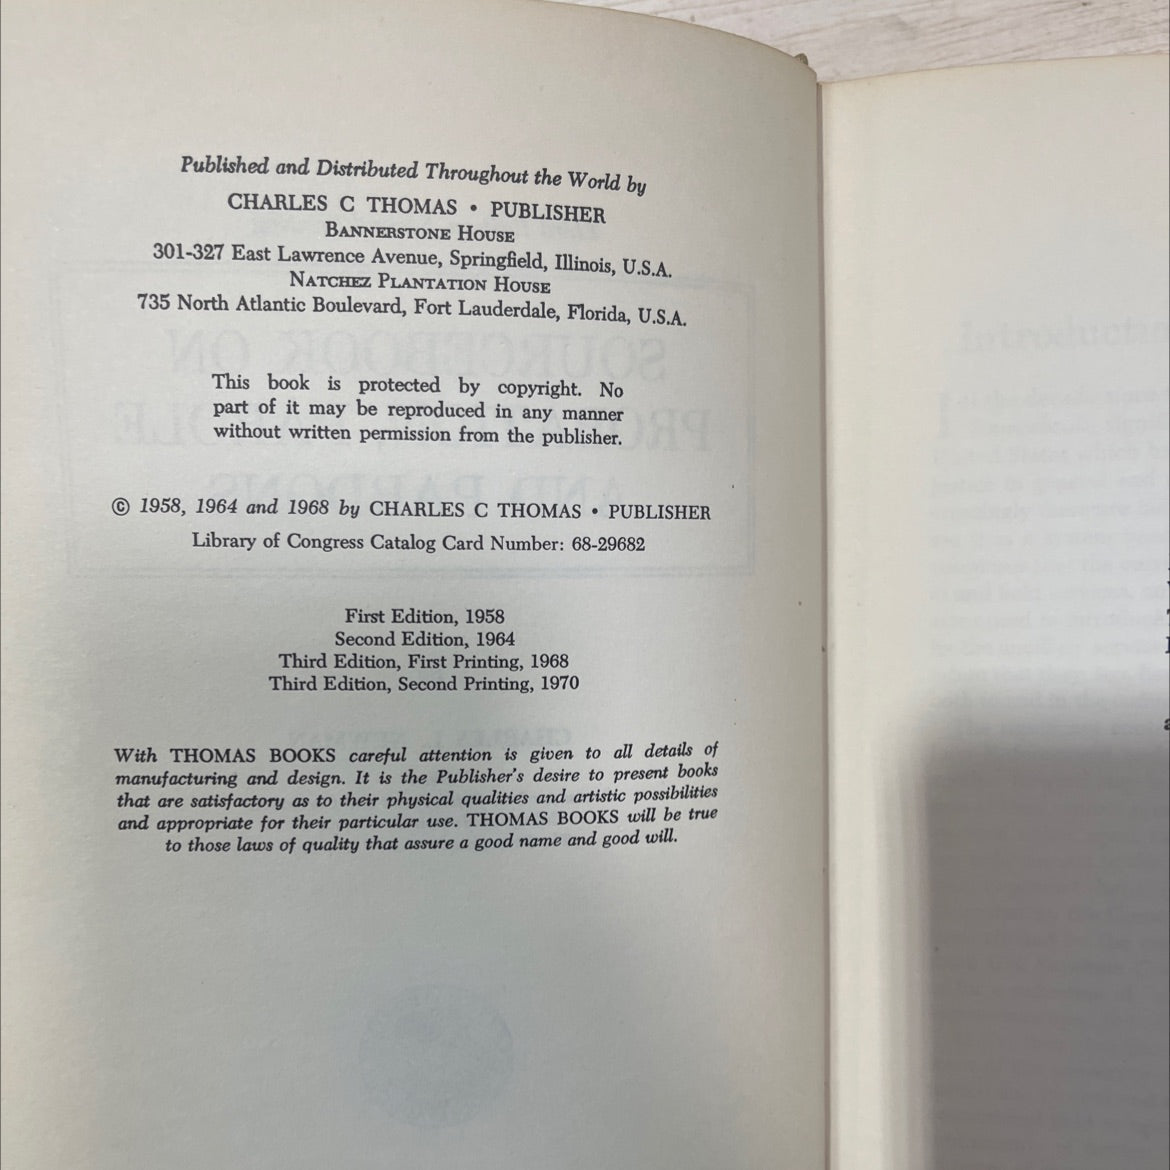 Published and Distributed Throughout the World by
CHARLES C THOMAS • PUBLISHER
BANNERSTONE HOUSE
301-327 East Lawrence Avenue, Springfield, Illinois, U.S.A.
NATCHEZ PLANTATION HOUSE
735 North Atlantic Boulevard, Fort Lauderdale, Florida, U.S.A.
This book is protected by copyright. No
part of it may be reproduced in any manner
without written permission from the publisher.
© 1958, 1964 and 1968 by CHARLES C THOMAS • PUBLISHER
Library of Congress Catalog Card Number: 68-29682
First Edition, 1958
Second Edition, 1964
Third Edition, First Printing, 1968
Third Edition, Second Printing, 1970
With THOMAS BOOKS careful attention is given to all details of
manufacturing and design. It is the Publisher's desire to present books
that are satisfactory as to their physical qualities and artistic possibilities
and appropriate for their particular use. THOMAS BOOKS will be true
to those laws of quality that assure a good name and good will.